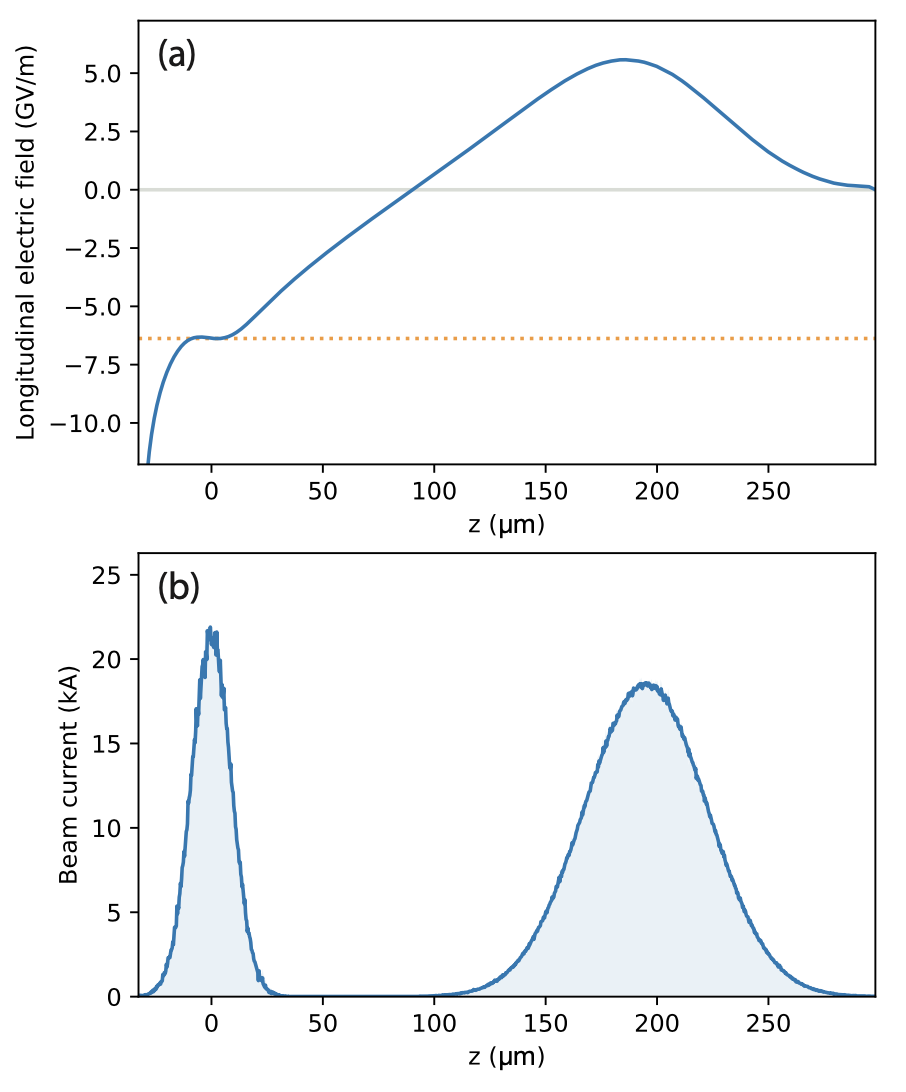 (a)
Longitudinal electric field (GV/m)
5.0
2.5
0.0
−2.5
−5.0
−7.5
−10.0
0 50 100 150 200 250
z (μm)
(b)
Beam current (kA)
25
20
15
10
5
0
0 50 100 150 200 250
z (μm)